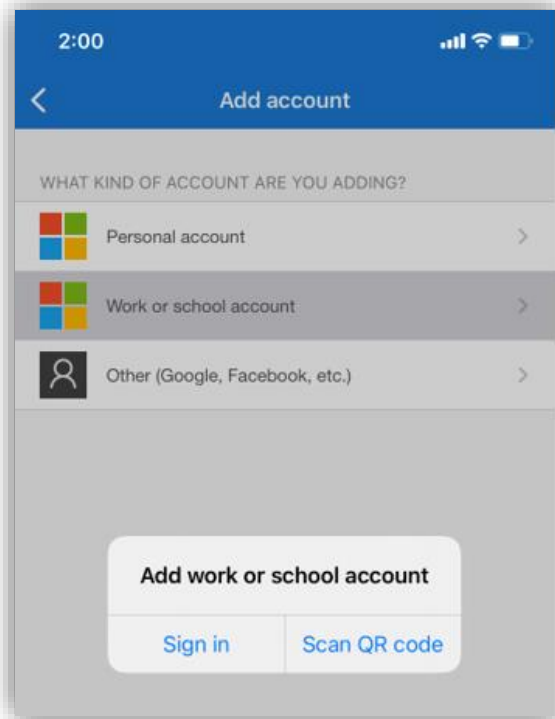 2:00
Add account
WHAT KIND OF ACCOUNT ARE YOU ADDING?
Personal account
Work or school account
Other (Google, Facebook, etc.)
Add work or school account
Sign in Scan QR code